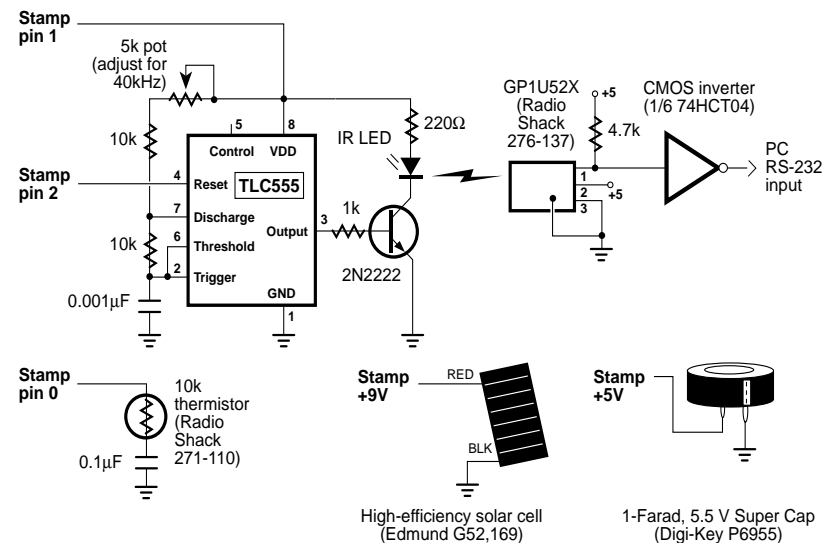 Stamp
pin 1
5k pot
(adjust for
40kHz)
10k
5
8
Control
VDD
Stamp
pin 2
4
Reset
TLC555
7
Discharge
10k
6
Threshold
Output
3
1k
2
Trigger
GND
1
0.001µF
220Ω
IR LED
2N2222
GP1U52X
(Radio
Shack
276-137)
+5
4.7k
1
+5
2
3
CMOS inverter
(1/6 74HCT04)
PC
RS-232
input
Stamp
pin 0
10k
thermistor
(Radio
Shack
271-110)
0.1µF
Stamp
+9V
RED
BLK
High-efficiency solar cell
(Edmund G52,169)
Stamp
+5V
1-Farad, 5.5 V Super Cap
(Digi-Key P6955)